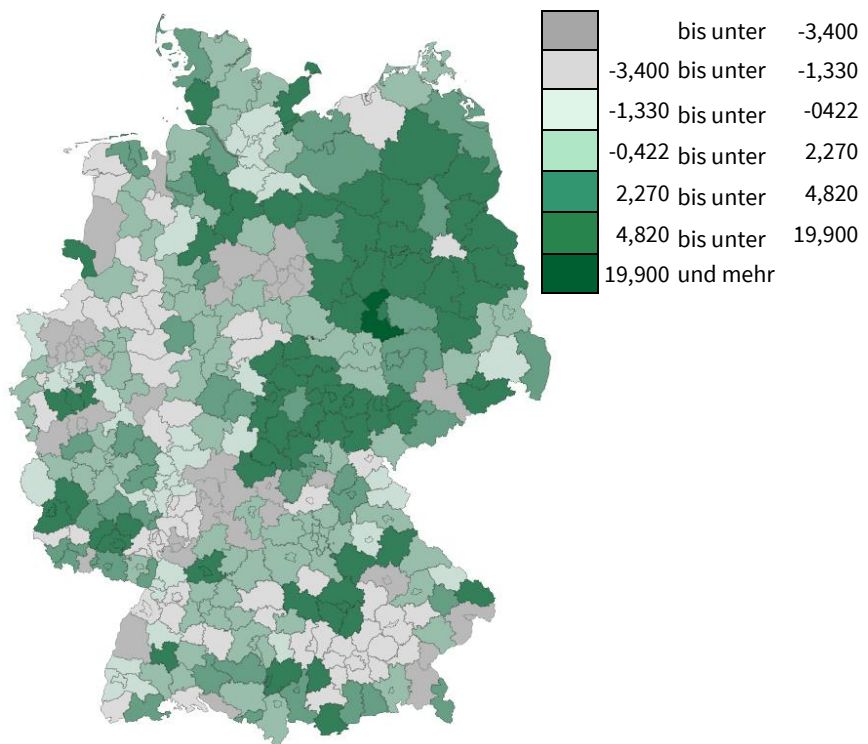 bis unter -3,400
-3,400 bis unter -1,330
-1,330 bis unter -0422
-0,422 bis unter 2,270
2,270 bis unter 4,820
4,820 bis unter 19,900
19,900 und mehr